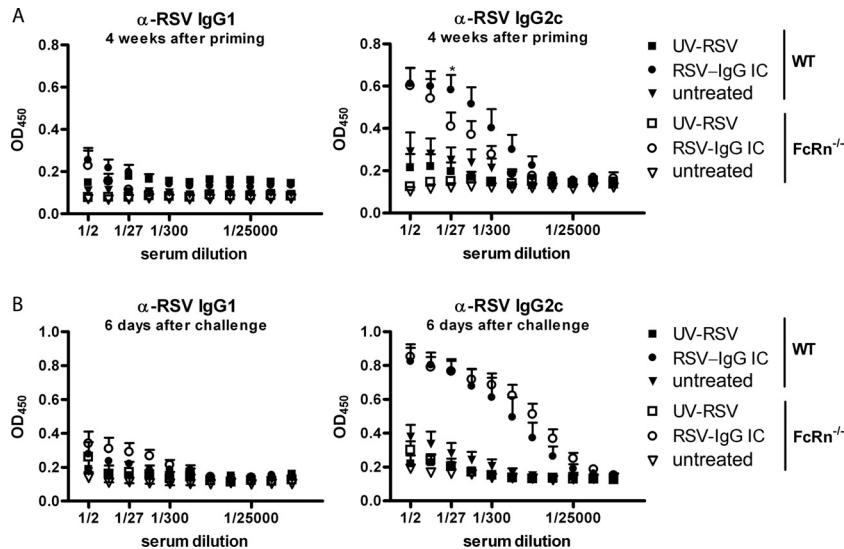 A
α-RSV IgG1
4 weeks after priming
OD450
0.8
0.6
0.4
0.2
0.0
1/2 1/27 1/300 1/25000
serum dilution
α-RSV IgG2c
4 weeks after priming
OD450
0.8
0.6
0.4
0.2
0.0
*
1/2 1/27 1/300 1/25000
serum dilution
UV-RSV
RSV–IgG IC
untreated
WT
UV-RSV
RSV-IgG IC
untreated
FcRn-/-
B
α-RSV IgG1
6 days after challenge
OD450
1.0
0.8
0.6
0.4
0.2
0.0
1/2 1/27 1/300 1/25000
serum dilution
α-RSV IgG2c
6 days after challenge
OD450
1.0
0.8
0.6
0.4
0.2
0.0
1/2 1/27 1/300 1/25000
serum dilution
UV-RSV
RSV–IgG IC
untreated
WT
UV-RSV
RSV-IgG IC
untreated
FcRn-/-